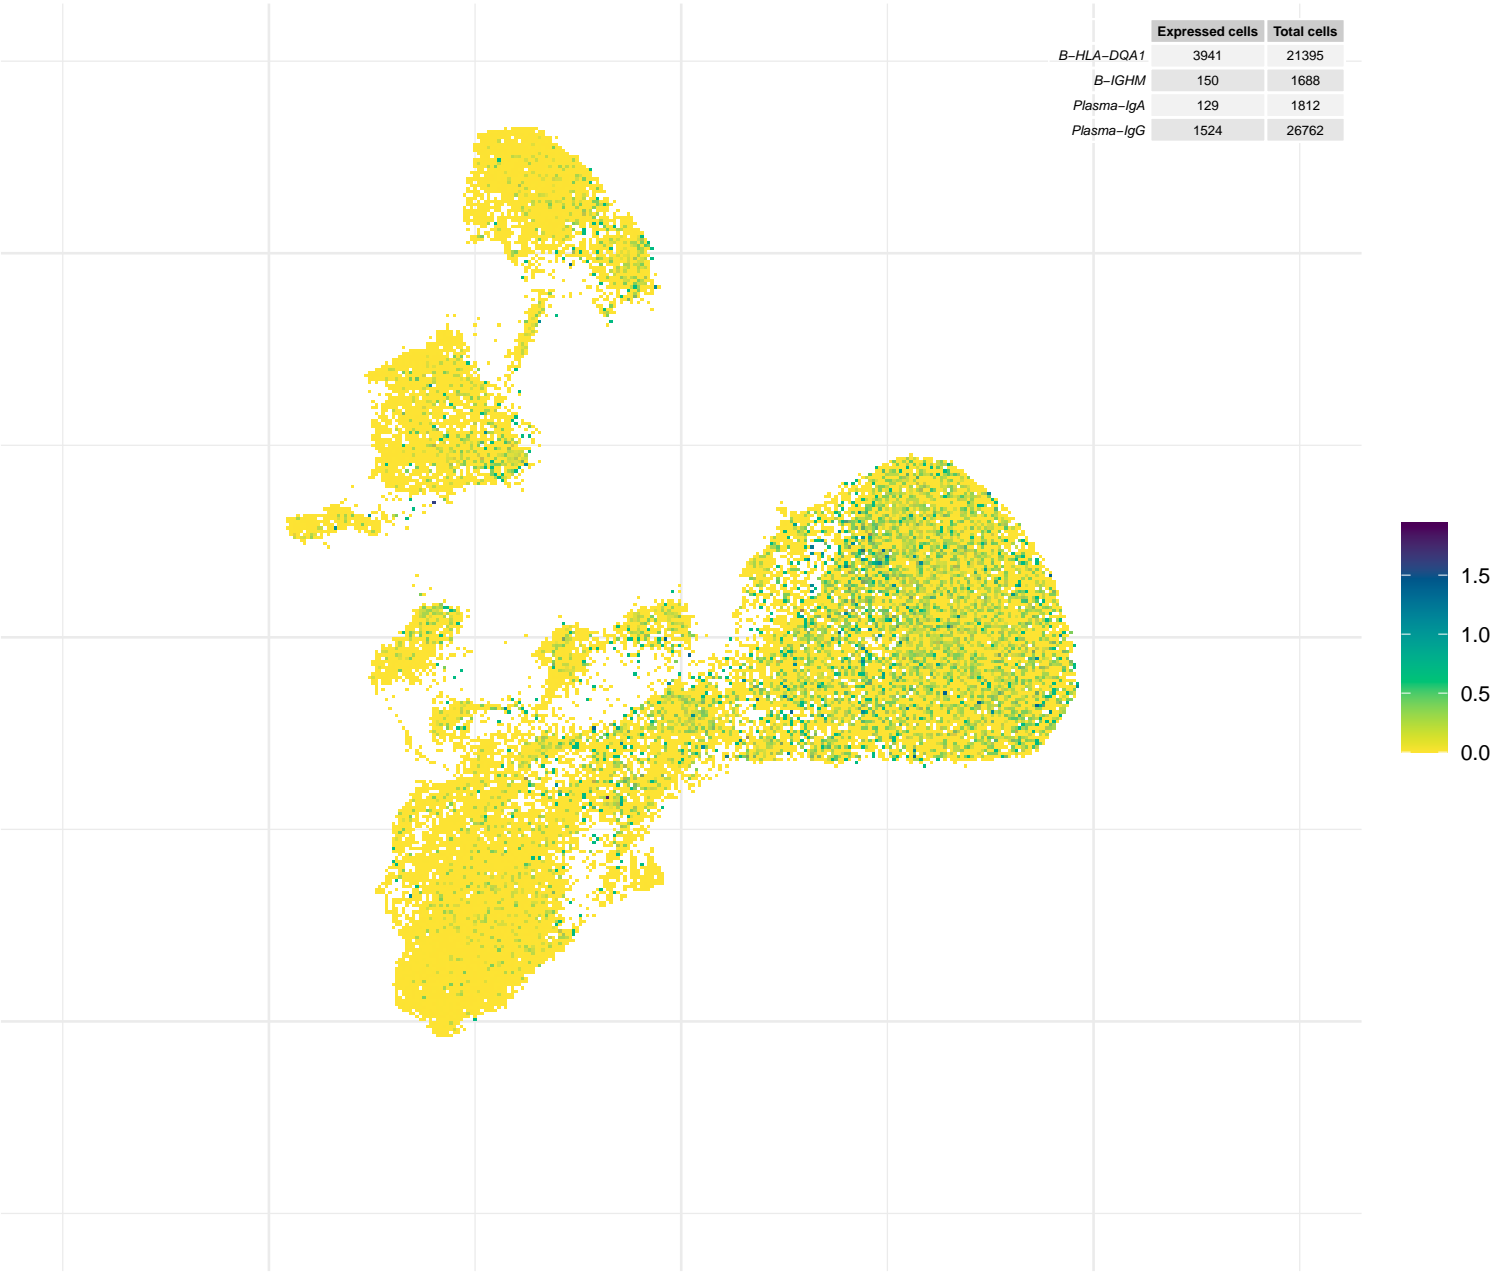 Expressed cells Total cells
B−HLA−DQA1 3941 21395
B−IGHM 150 1688
Plasma−IgA 129 1812
Plasma−IgG 1524 26762
1.5
1.0
0.5
0.0